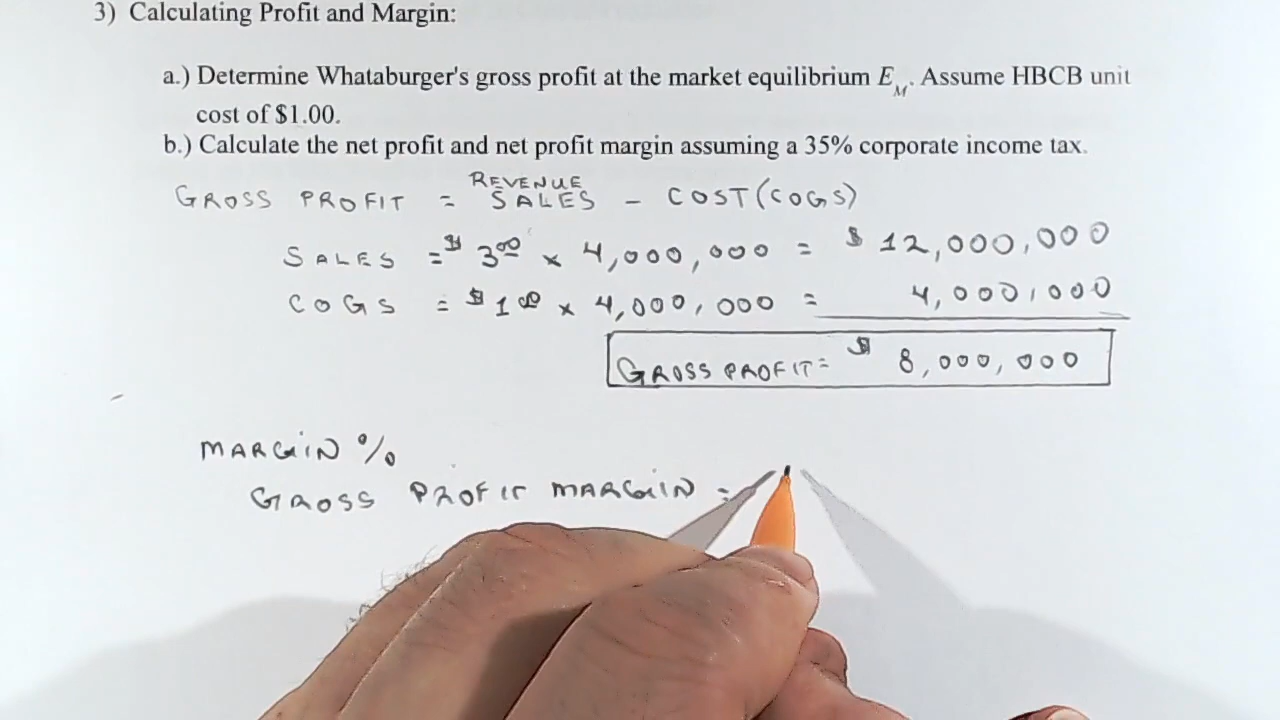 3) Calculating Profit and Margin:
a.) Determine Whataburger's gross profit at the market equilibrium E_M. Assume HBCB unit
cost of $1.00.
b.) Calculate the net profit and net profit margin assuming a 35% corporate income tax.
REVENUE
GROSS PROFIT = SALES - COST (COGS)
SALES = $3.00 × 4,000,000 = $12,000,000
COGS = $1.00 × 4,000,000 = 4,000,000
GROSS PROFIT = $8,000,000
MARGIN %
GROSS PROFIT MARGIN =